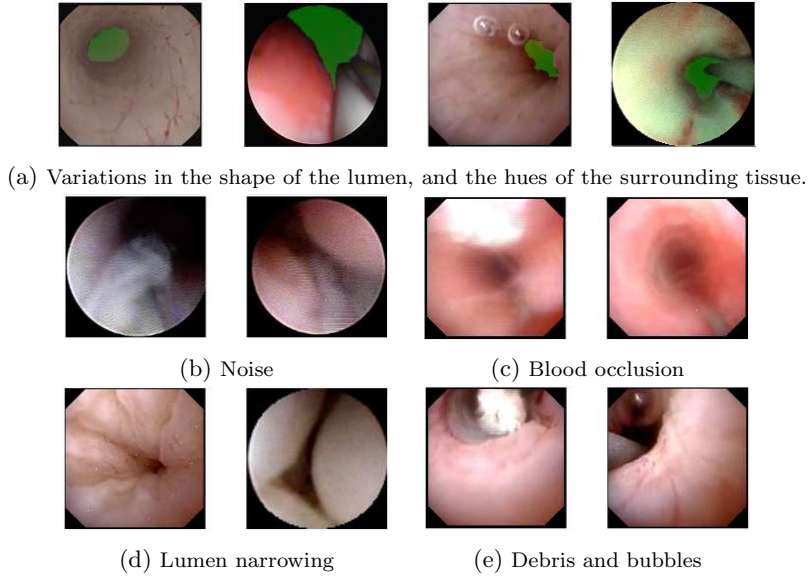 (a) Variations in the shape of the lumen, and the hues of the surrounding tissue.
(b) Noise
(c) Blood occlusion
(d) Lumen narrowing
(e) Debris and bubbles